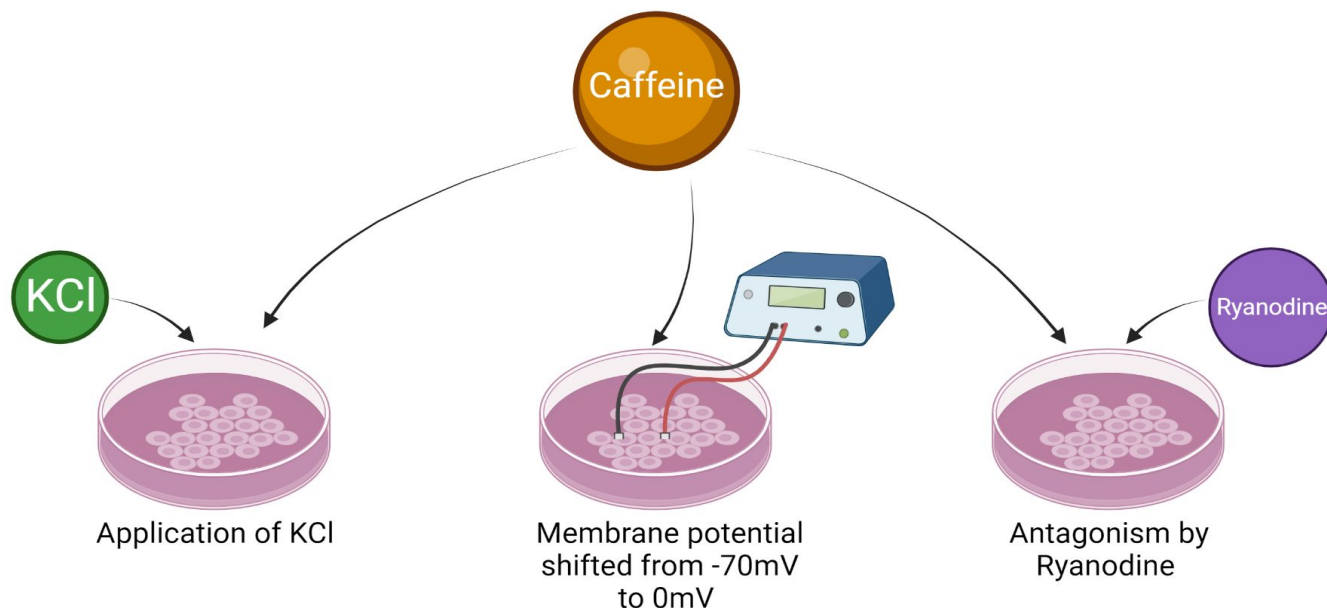 Caffeine
KCl
Ryanodine
Application of KCl
Membrane potential
shifted from -70mV
to 0mV
Antagonism by
Ryanodine